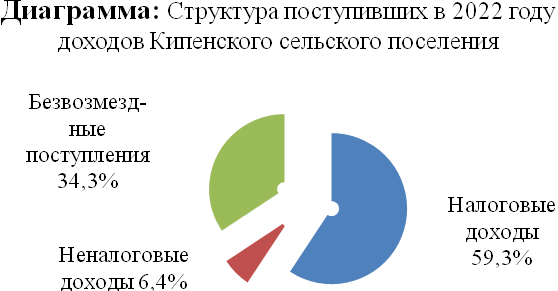 Диаграмма: Структура поступивших в 2022 году
доходов Кипенского сельского поселения
Безвозмезд-
ные
поступления
34,3%
Налоговые
доходы
59,3%
Неналоговые
доходы 6,4%